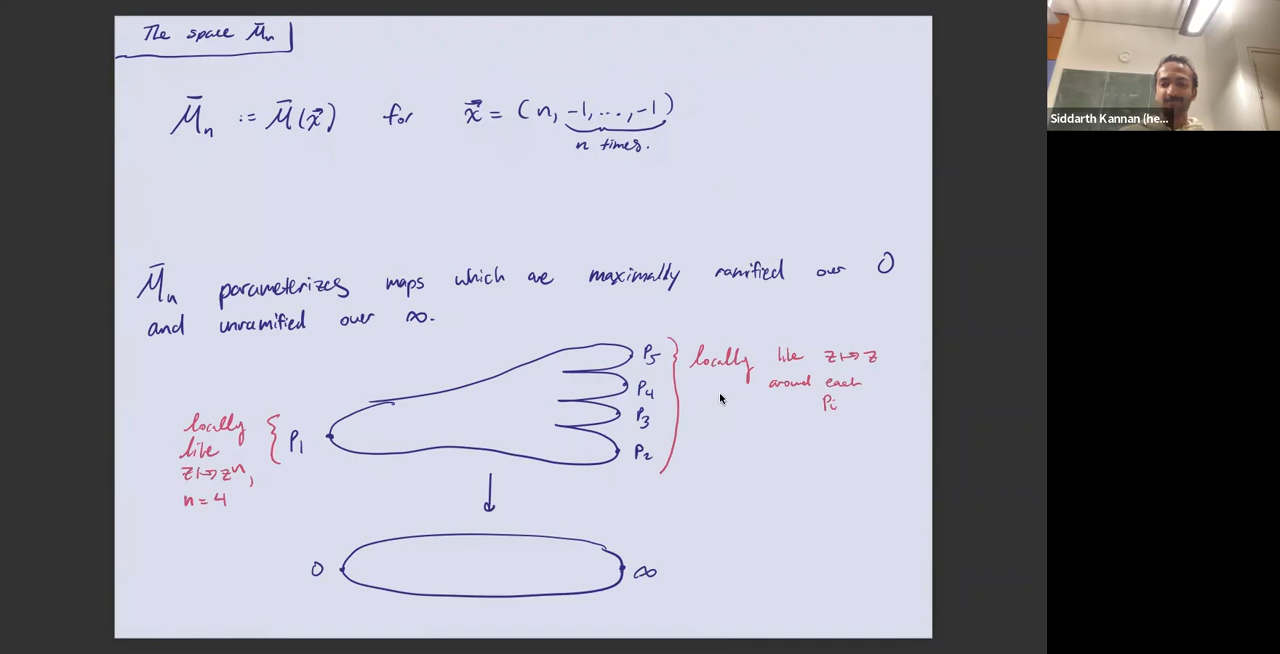 The space M̄ₙ
M̄ₙ := M̄(x⃗) for x⃗ = (n, -1, ..., -1)
n times.
M̄ₙ parameterizes maps which are maximally ramified over 0
and unramified over ∞.
P₅
P₄
P₃
P₂
locally like z ↦ z
around each
Pi
locally
like
z ↦ zⁿ,
n = 4
P₁
0
∞
Siddarth Kannan (he...